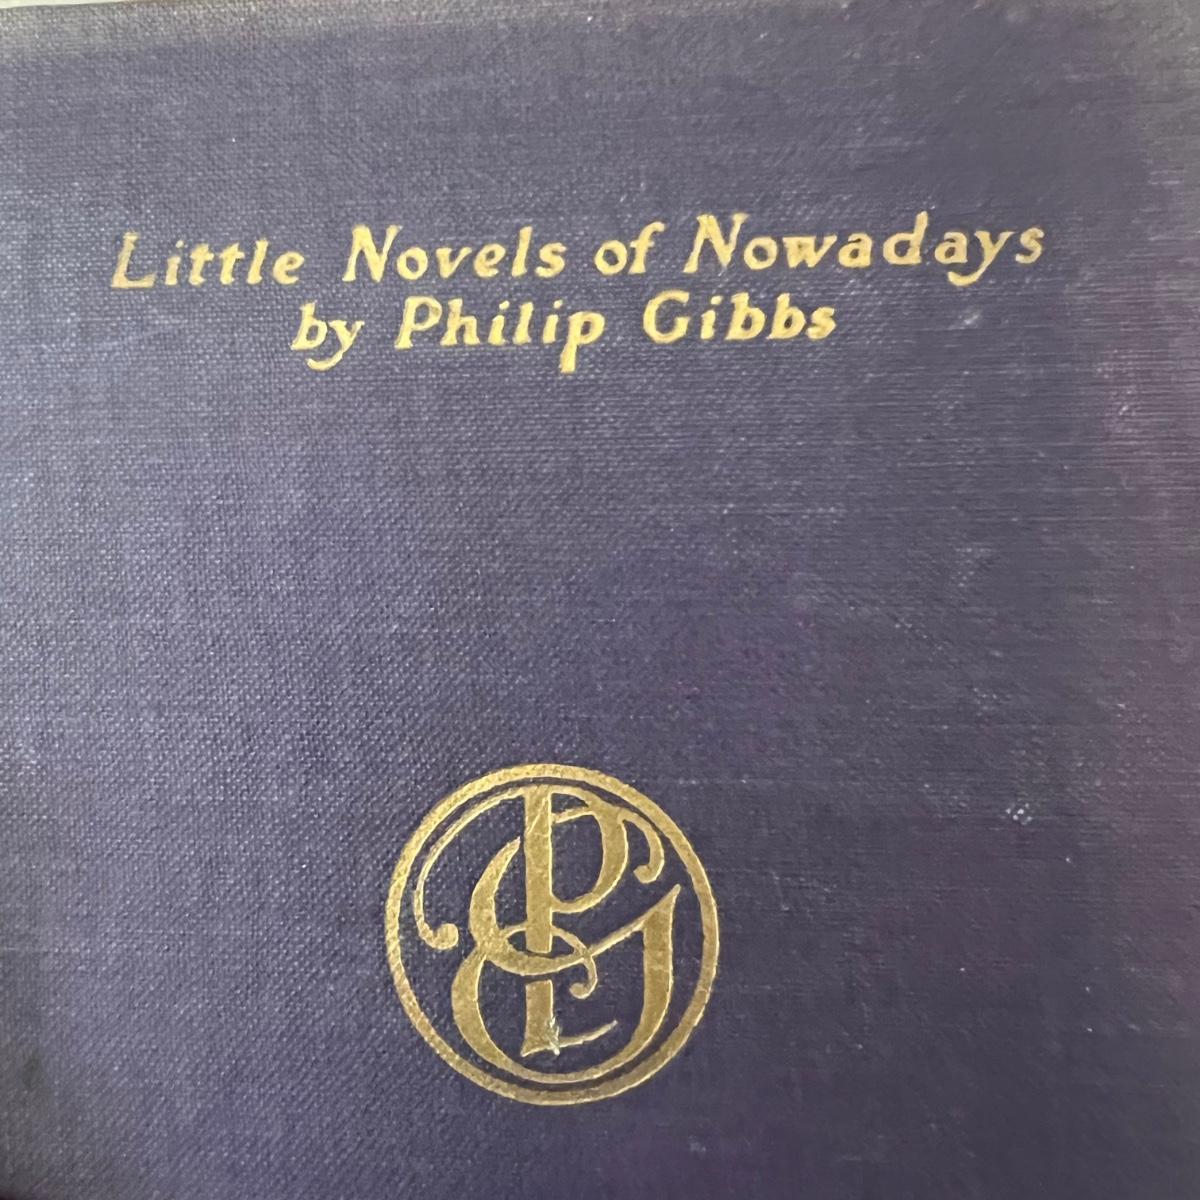 Little Novels of Nowadays
by Philip Gibbs